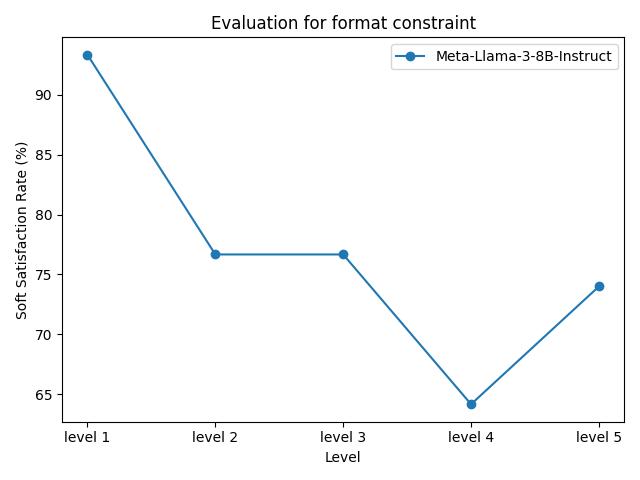 Evaluation for format constraint
Meta-Llama-3-8B-Instruct
Soft Satisfaction Rate (%)
90
85
80
75
70
65
level 1 level 2 level 3 level 4 level 5
Level